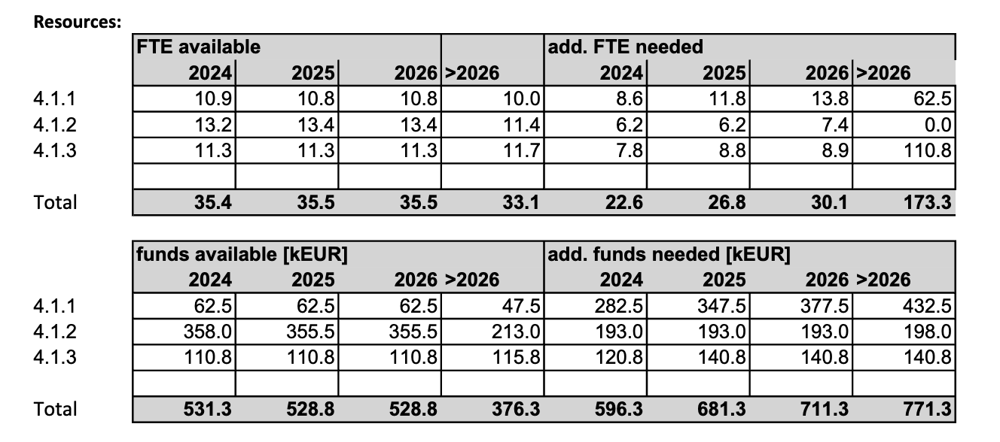 Resources:
FTE available add. FTE needed
2024 2025 2026 >2026 2024 2025 2026 >2026
4.1.1 10.9 10.8 10.8 10.0 8.6 11.8 13.8 62.5
4.1.2 13.2 13.4 13.4 11.4 6.2 6.2 7.4 0.0
4.1.3 11.3 11.3 11.3 11.7 7.8 8.8 8.9 110.8
Total 35.4 35.5 35.5 33.1 22.6 26.8 30.1 173.3
funds available [kEUR] add. funds needed [kEUR]
2024 2025 2026 >2026 2024 2025 2026 >2026
4.1.1 62.5 62.5 62.5 47.5 282.5 347.5 377.5 432.5
4.1.2 358.0 355.5 355.5 213.0 193.0 193.0 193.0 198.0
4.1.3 110.8 110.8 110.8 115.8 120.8 140.8 140.8 140.8
Total 531.3 528.8 528.8 376.3 596.3 681.3 711.3 771.3